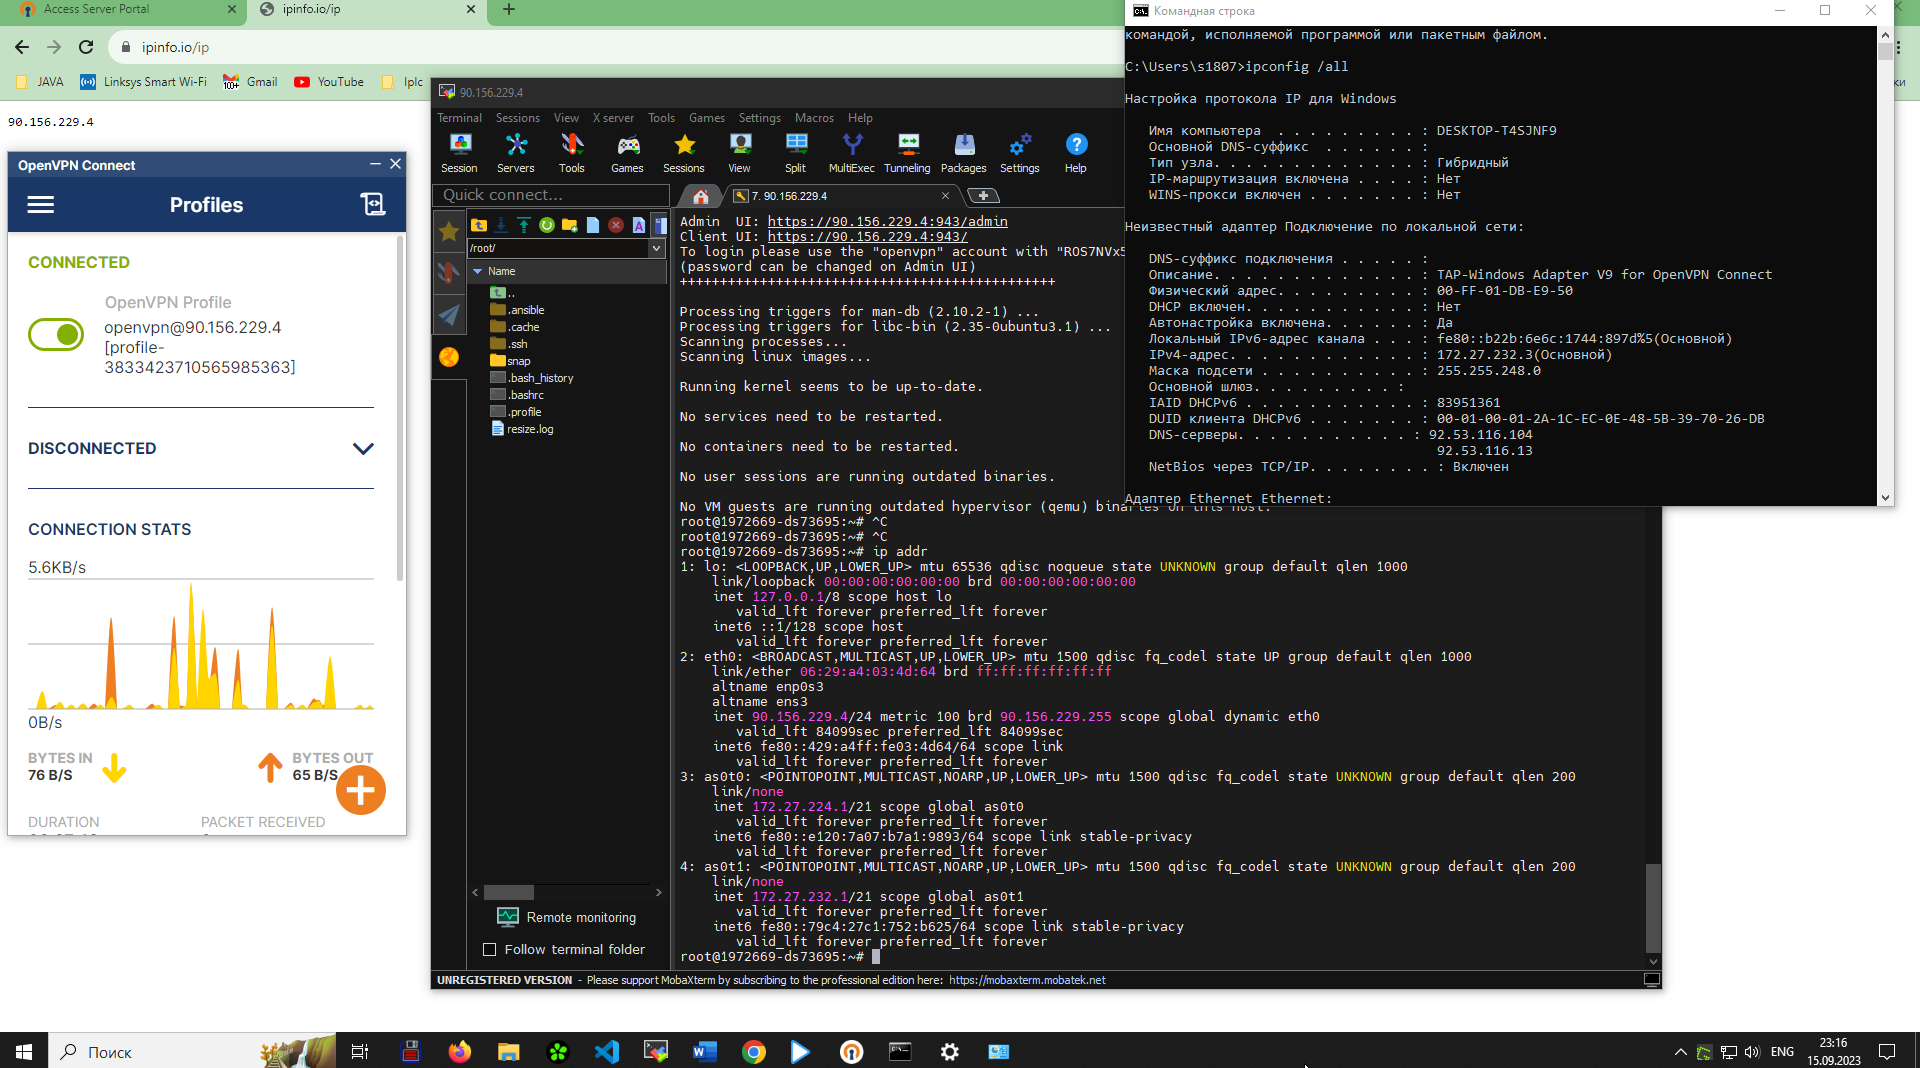 Access Server Portal
ipinfo.io/ip
ipinfo.io/ip
JAVA
Linksys Smart Wi-Fi
100+
Gmail
YouTube
Iplc
ки
90.156.229.4
OpenVPN Connect
Profiles
CONNECTED
OpenVPN Profile
openvpn@90.156.229.4
[profile-
3833423710565985363]
DISCONNECTED
CONNECTION STATS
5.6KB/s
0B/s
BYTES IN
76 B/S
BYTES OUT
65 B/S
DURATION
PACKET RECEIVED
90.156.229.4
Terminal Sessions View X server Tools Games Settings Macros Help
Session Servers Tools Games Sessions View Split MultiExec Tunneling Packages Settings Help
Quick connect...
7. 90.156.229.4
/root/
Name
..
.ansible
.cache
.ssh
snap
.bash_history
.bashrc
.profile
resize.log
Remote monitoring
Follow terminal folder
Admin  UI: https://90.156.229.4:943/admin
Client UI: https://90.156.229.4:943/
To login please use the "openvpn" account with "ROS7NVx5
(password can be changed on Admin UI)
+++++++++++++++++++++++++++++++++++++++++++++++
Processing triggers for man-db (2.10.2-1) ...
Processing triggers for libc-bin (2.35-0ubuntu3.1) ...
Scanning processes...
Scanning linux images...
Running kernel seems to be up-to-date.
No services need to be restarted.
No containers need to be restarted.
No user sessions are running outdated binaries.
No VM guests are running outdated hypervisor (qemu) binaries on this host.
root@1972669-ds73695:~# ^C
root@1972669-ds73695:~# ^C
root@1972669-ds73695:~# ip addr
1: lo: <LOOPBACK,UP,LOWER_UP> mtu 65536 qdisc noqueue state UNKNOWN group default qlen 1000
link/loopback 00:00:00:00:00:00 brd 00:00:00:00:00:00
inet 127.0.0.1/8 scope host lo
valid_lft forever preferred_lft forever
inet6 ::1/128 scope host
valid_lft forever preferred_lft forever
2: eth0: <BROADCAST,MULTICAST,UP,LOWER_UP> mtu 1500 qdisc fq_codel state UP group default qlen 1000
link/ether 06:29:a4:03:4d:64 brd ff:ff:ff:ff:ff:ff
altname enp0s3
altname ens3
inet 90.156.229.4/24 metric 100 brd 90.156.229.255 scope global dynamic eth0
valid_lft 84099sec preferred_lft 84099sec
inet6 fe80::429:a4ff:fe03:4d64/64 scope link
valid_lft forever preferred_lft forever
3: as0t0: <POINTOPOINT,MULTICAST,NOARP,UP,LOWER_UP> mtu 1500 qdisc fq_codel state UNKNOWN group default qlen 200
link/none
inet 172.27.224.1/21 scope global as0t0
valid_lft forever preferred_lft forever
inet6 fe80::e120:7a07:b7a1:9893/64 scope link stable-privacy
valid_lft forever preferred_lft forever
4: as0t1: <POINTOPOINT,MULTICAST,NOARP,UP,LOWER_UP> mtu 1500 qdisc fq_codel state UNKNOWN group default qlen 200
link/none
inet 172.27.232.1/21 scope global as0t1
valid_lft forever preferred_lft forever
inet6 fe80::79c4:27c1:752:b625/64 scope link stable-privacy
valid_lft forever preferred_lft forever
root@1972669-ds73695:~#
UNREGISTERED VERSION - Please support MobaXterm by subscribing to the professional edition here: https://mobaxterm.mobatek.net
Командная строка
командой, исполняемой программой или пакетным файлом.
C:\Users\s1807>ipconfig /all
Настройка протокола IP для Windows
Имя компьютера  . . . . . . . . . : DESKTOP-T4SJNF9
Основной DNS-суффикс  . . . . . . :
Тип узла. . . . . . . . . . . . . : Гибридный
IP-маршрутизация включена . . . . : Нет
WINS-прокси включен . . . . . . . : Нет
Неизвестный адаптер Подключение по локальной сети:
DNS-суффикс подключения . . . . . :
Описание. . . . . . . . . . . . . : TAP-Windows Adapter V9 for OpenVPN Connect
Физический адрес. . . . . . . . . : 00-FF-01-DB-E9-50
DHCP включен. . . . . . . . . . . : Нет
Автонастройка включена. . . . . . : Да
Локальный IPv6-адрес канала . . . : fe80::b22b:6e6c:1744:897d%5(Основной)
IPv4-адрес. . . . . . . . . . . . : 172.27.232.3(Основной)
Маска подсети . . . . . . . . . . : 255.255.248.0
Основной шлюз. . . . . . . . . :
IAID DHCPv6 . . . . . . . . . . . : 83951361
DUID клиента DHCPv6 . . . . . . . : 00-01-00-01-2A-1C-EC-0E-48-5B-39-70-26-DB
DNS-серверы. . . . . . . . . . . : 92.53.116.104
92.53.116.13
NetBios через TCP/IP. . . . . . . . : Включен
Адаптер Ethernet Ethernet:
Поиск
ENG
23:16
15.09.2023